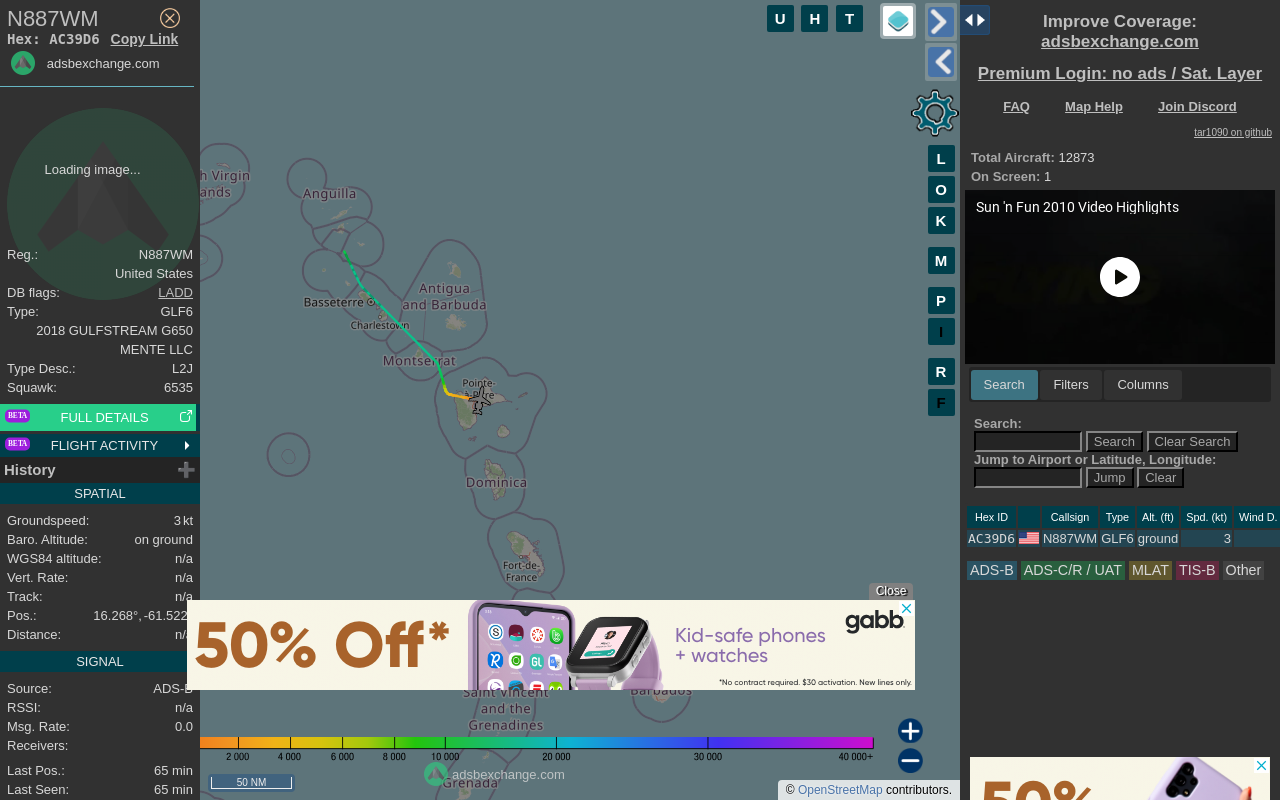 N887WM
Hex: AC39D6 Copy Link
adsbexchange.com
Loading image...
Reg.: N887WM
United States
DB flags: LADD
Type: GLF6
2018 GULFSTREAM G650
MENTE LLC
Type Desc.: L2J
Squawk: 6535
BETA FULL DETAILS
BETA FLIGHT ACTIVITY
History
SPATIAL
Groundspeed: 3 kt
Baro. Altitude: on ground
WGS84 altitude: n/a
Vert. Rate: n/a
Track: n/a
Pos.: 16.268°, -61.522
Distance: n/a
SIGNAL
Source: ADS-B
RSSI: n/a
Msg. Rate: 0.0
Receivers:
Last Pos.: 65 min
Last Seen: 65 min
U H T
L
O
K
M
P
I
R
F
h Virgin
ands
Anguilla
Antigua
and Barbuda
Basseterre
Charlestown
Montserrat
Pointe-
Dominica
Fort-de-
France
Close
50% Off*
Kid-safe phones
+ watches
gabb
*No contract required. $30 activation. New lines only.
Saint Vincent
and the
Grenadines
Barbados
2 000 4 000 6 000 8 000 10 000 20 000 30 000 40 000+
50 NM
adsbexchange.com
Grenada
© OpenStreetMap contributors.
Improve Coverage:
adsbexchange.com
Premium Login: no ads / Sat. Layer
FAQ Map Help Join Discord
tar1090 on github
Total Aircraft: 12873
On Screen: 1
Sun 'n Fun 2010 Video Highlights
Search Filters Columns
Search:
Search Clear Search
Jump to Airport or Latitude, Longitude:
Jump Clear
Hex ID Callsign Type Alt. (ft) Spd. (kt) Wind D.
AC39D6 N887WM GLF6 ground 3
ADS-B ADS-C/R / UAT MLAT TIS-B Other
50%